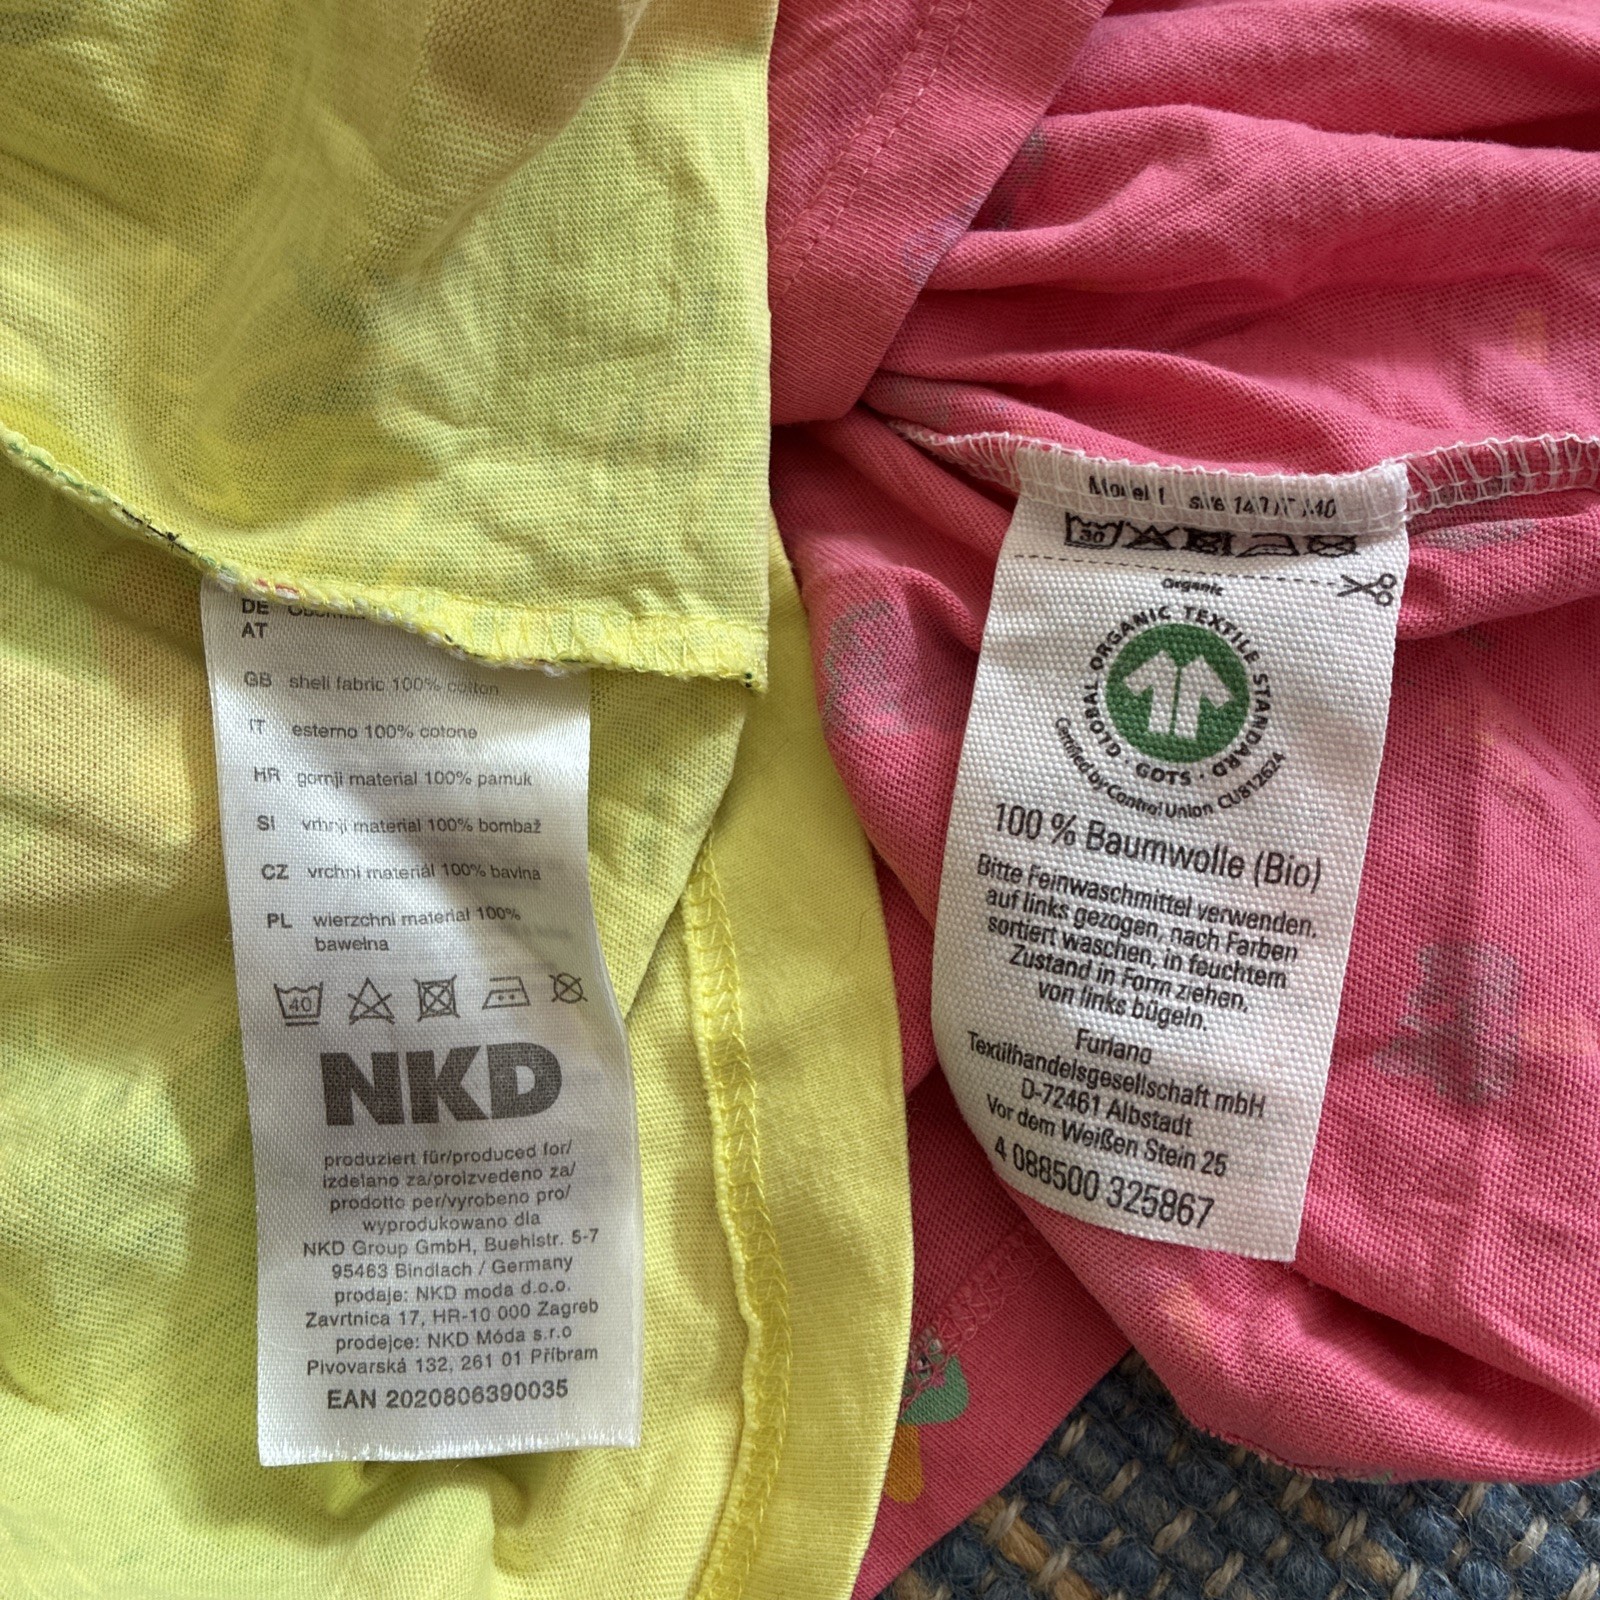 DE
AT
GB shell fabric 100% cotton
IT esterno 100% cotone
HR gornji material 100% pamuk
SI vrhnji material 100% bombaž
CZ vrchní materiál 100% bavlna
PL wierzchni materiał 100%
bawełna
40
NKD
produziert für/produced for/
izdelano za/proizvedeno za/
prodotto per/vyrobeno pro/
wyprodukowano dla
NKD Group GmbH, Buehlstr. 5-7
95463 Bindlach / Germany
prodaje: NKD moda d.o.o.
Zavrtnica 17, HR-10 000 Zagreb
prodejce: NKD Móda s.r.o
Pivovarská 132, 261 01 Příbram
EAN 2020806390035
30
Organic
GLOBAL ORGANIC TEXTILE STANDARD · GOTS ·
Certified by Control Union CU812624
100 % Baumwolle (Bio)
Bitte Feinwaschmittel verwenden.
auf links gezogen, nach Farben
sortiert waschen, in feuchtem
Zustand in Form ziehen,
von links bügeln.
Furlano
Textilhandelsgesellschaft mbH
D-72461 Albstadt
Vor dem Weißen Stein 25
4 088500 325867